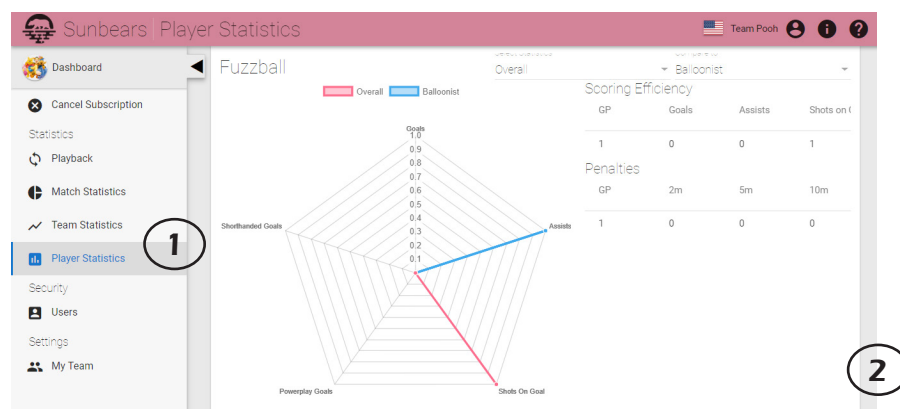 Sunbears Player Statistics
Team Pooh
Dashboard
Cancel Subscription
Statistics
Playback
Match Statistics
Team Statistics
Player Statistics
Security
Users
Settings
My Team
1
Fuzzball
Overall
Balloonist
Overall Balloonist
Goals
1.0
0.9
0.8
0.7
0.6
0.5
0.4
0.3
0.2
0.1
Shorthanded Goals
Assists
Powerplay Goals
Shots On Goal
Scoring Efficiency
GP Goals Assists Shots on
1 0 0 1
Penalties
GP 2m 5m 10m
1 0 0 0
2